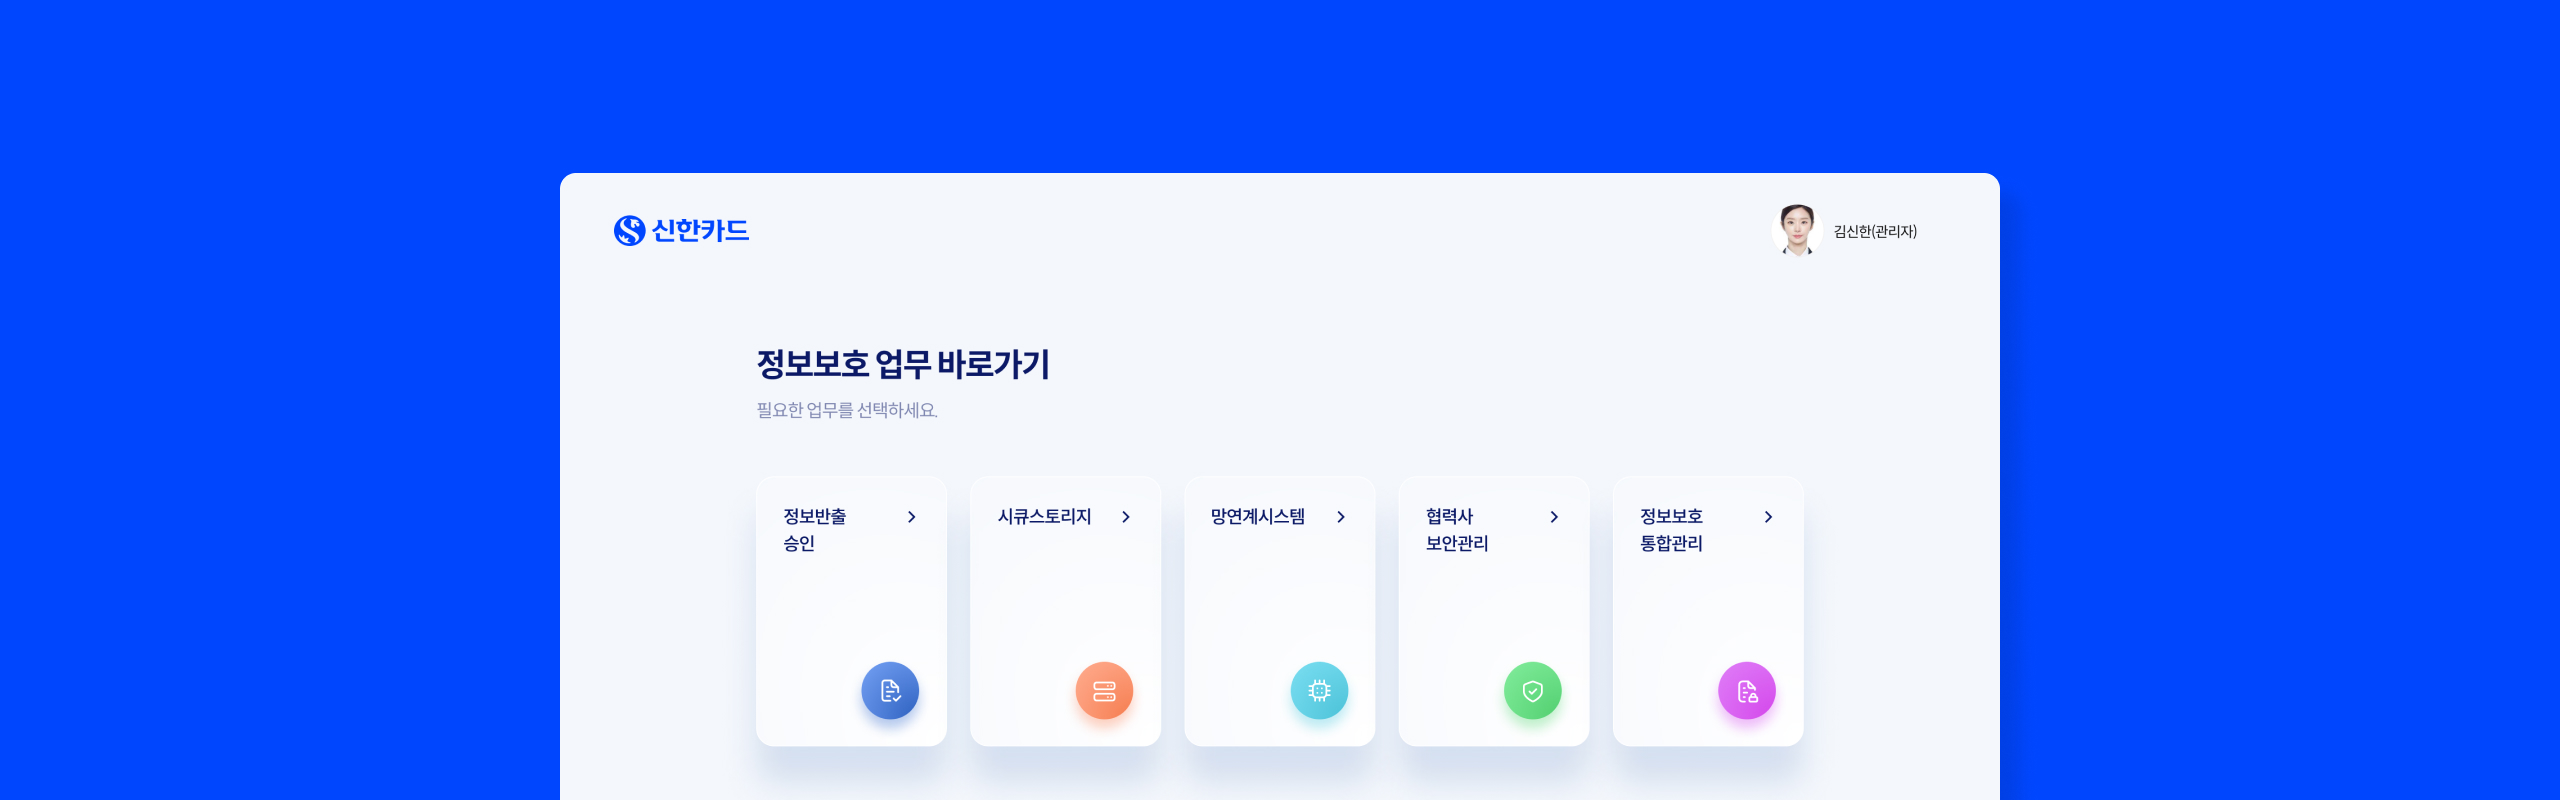 신한카드
김신한(관리자)
정보보호 업무 바로가기
필요한 업무를 선택하세요.
정보반출
승인
시큐스토리지
망연계시스템
협력사
보안관리
정보보호
통합관리